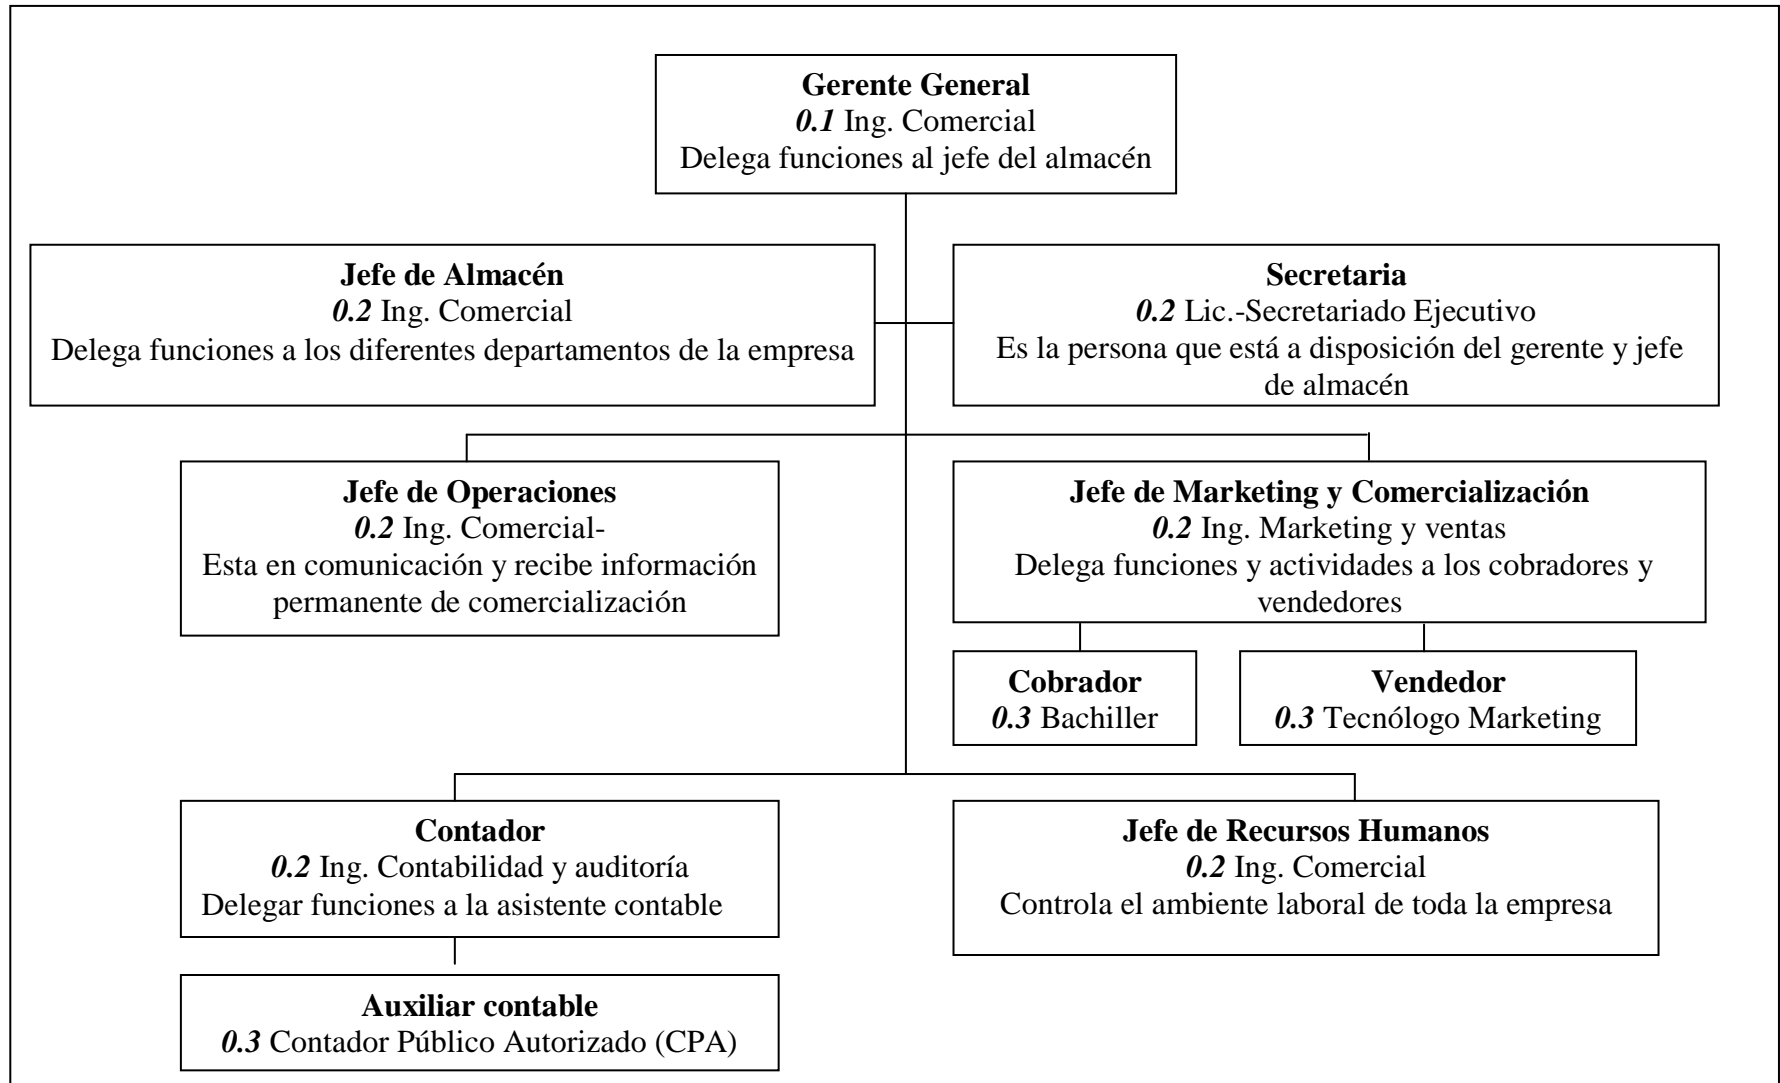 Gerente General
0.1 Ing. Comercial
Delega funciones al jefe del almacén
Jefe de Almacén
0.2 Ing. Comercial
Delega funciones a los diferentes departamentos de la empresa
Secretaria
0.2 Lic.-Secretariado Ejecutivo
Es la persona que está a disposición del gerente y jefe
de almacén
Jefe de Operaciones
0.2 Ing. Comercial-
Esta en comunicación y recibe información
permanente de comercialización
Jefe de Marketing y Comercialización
0.2 Ing. Marketing y ventas
Delega funciones y actividades a los cobradores y
vendedores
Cobrador
0.3 Bachiller
Vendedor
0.3 Tecnólogo Marketing
Contador
0.2 Ing. Contabilidad y auditoría
Delegar funciones a la asistente contable
Jefe de Recursos Humanos
0.2 Ing. Comercial
Controla el ambiente laboral de toda la empresa
Auxiliar contable
0.3 Contador Público Autorizado (CPA)